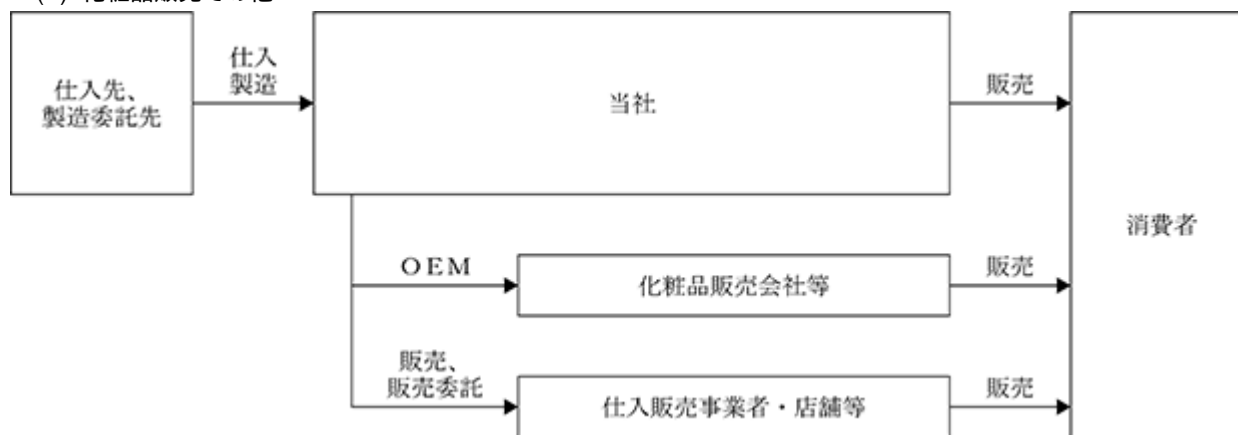 仕入先、
製造委託先
仕入
製造
当社
販売
消費者
OEM
化粧品販売会社等
販売
販売、
販売委託
仕入販売事業者・店舗等
販売